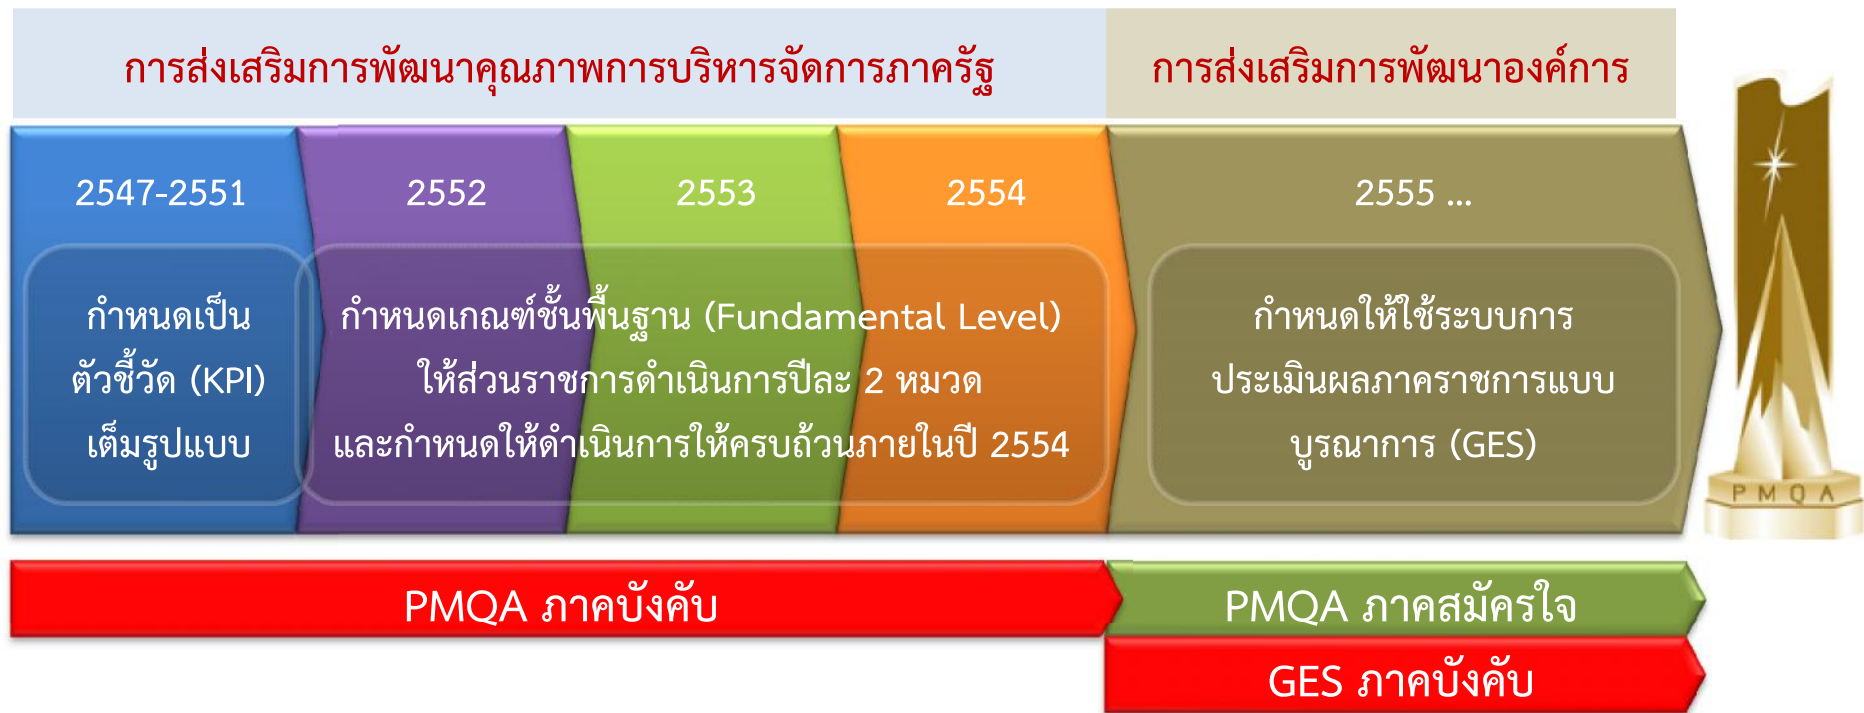 การส่งเสริมการพัฒนาคุณภาพการบริหารจัดการภาครัฐ
การส่งเสริมการพัฒนาองค์การ
2547-2551
2552
2553
2554
2555 ...
กำหนดเป็น
ตัวชี้วัด (KPI)
เต็มรูปแบบ
กำหนดเกณฑ์ชั้นพื้นฐาน (Fundamental Level)
ให้ส่วนราชการดำเนินการปีละ 2 หมวด
และกำหนดให้ดำเนินการให้ครบถ้วนภายในปี 2554
กำหนดให้ใช้ระบบการ
ประเมินผลภาคราชการแบบ
บูรณาการ (GES)
PMQA
PMQA ภาคบังคับ
PMQA ภาคสมัครใจ
GES ภาคบังคับ